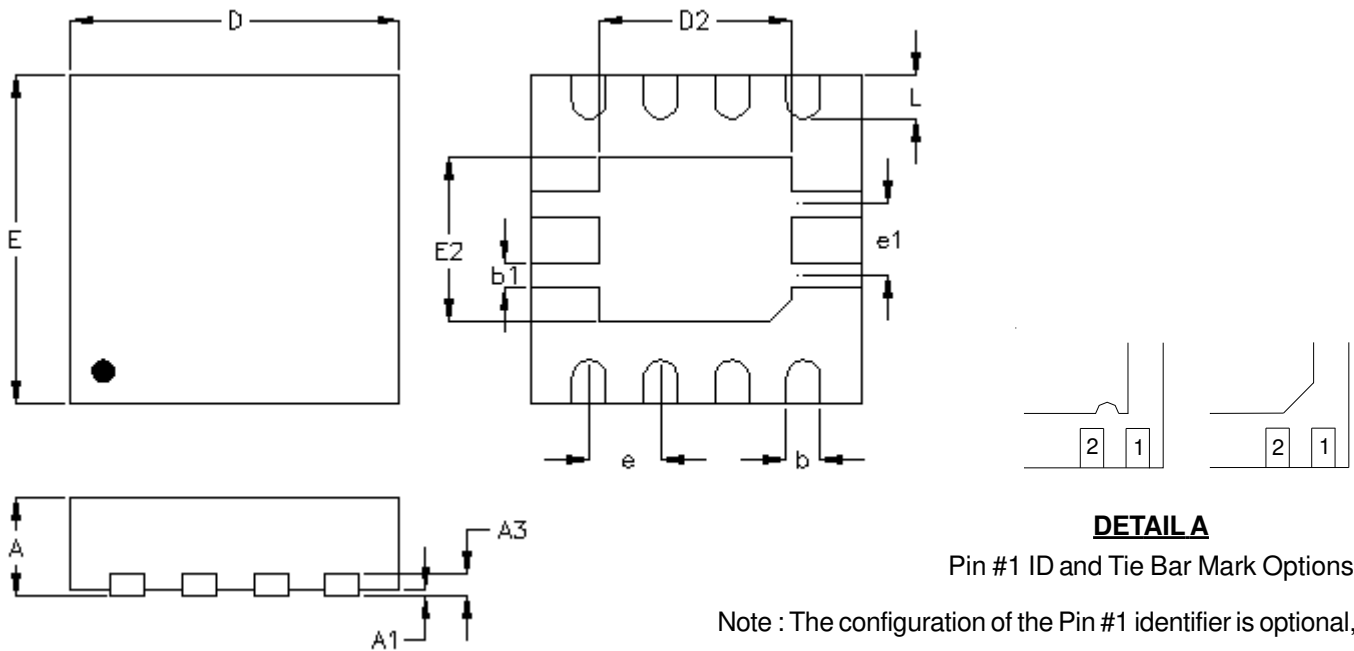 D
D2
L
E
E2
b1
e1
e
b
A
A3
A1
2 1
2 1
DETAIL A
Pin #1 ID and Tie Bar Mark Options
Note : The configuration of the Pin #1 identifier is optional,